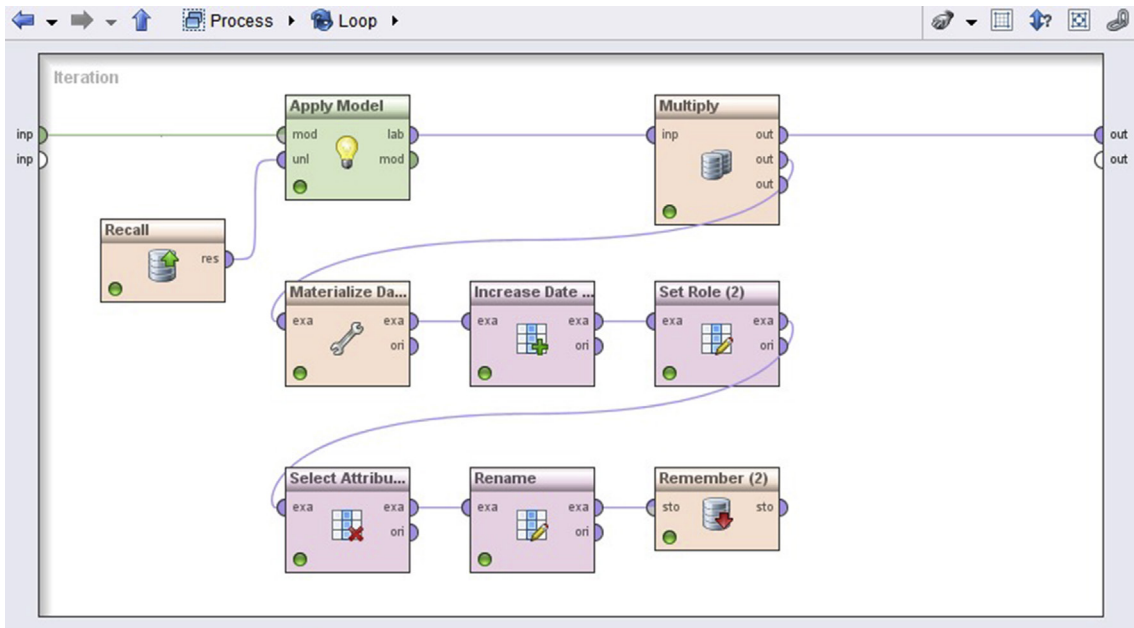 Process Loop
Iteration
inp
inp
Apply Model
mod lab
unl mod
Multiply
inp out
out
out
out
out
Recall
res
Materialize Da...
exa exa
ori
Increase Date ...
exa exa
ori
Set Role (2)
exa exa
ori
Select Attribu...
exa exa
ori
Rename
exa exa
ori
Remember (2)
sto sto